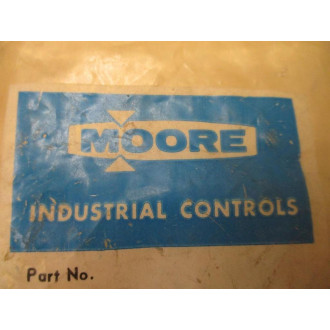 MOORE
INDUSTRIAL CONTROLS
Part No.